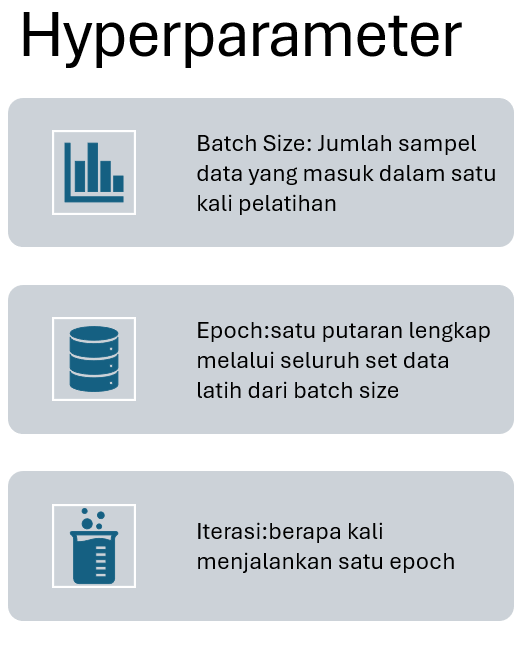 Hyperparameter
Batch Size: Jumlah sampel
data yang masuk dalam satu
kali pelatihan
Epoch:satu putaran lengkap
melalui seluruh set data
latih dari batch size
Iterasi:berapa kali
menjalankan satu epoch